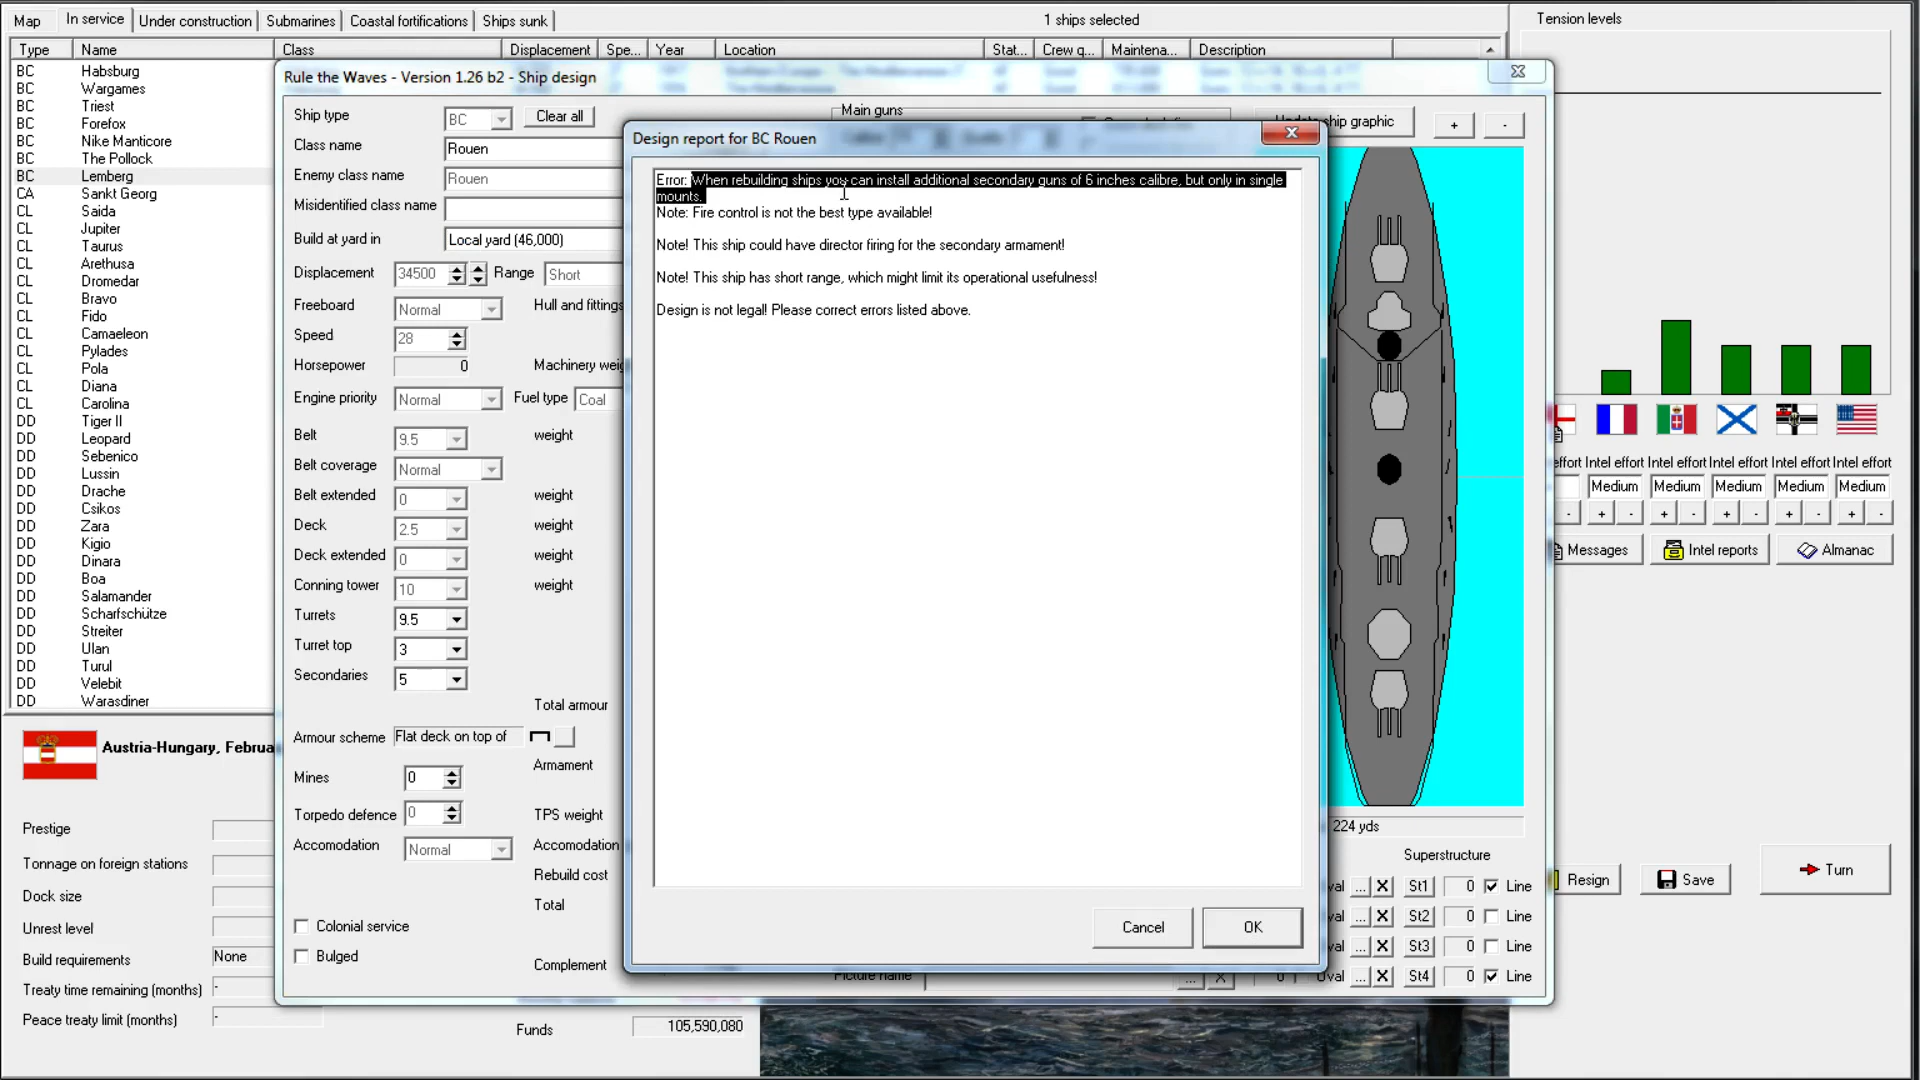 Map
In service
Under construction
Submarines
Coastal fortifications
Ships sunk
1 ships selected
Tension levels
Type Name Class Displacement Spe... Year Location Stat... Crew q... Maintena... Description
BC Habsburg
BC Wargames
BC Triest
BC Forefox
BC Nike Manticore
BC The Pollock
BC Lemberg
CA Sankt Georg
CL Saida
CL Jupiter
CL Taurus
CL Arethusa
CL Dromedar
CL Bravo
CL Fido
CL Camaeleon
CL Pylades
CL Pola
CL Diana
CL Carolina
DD Tiger II
DD Leopard
DD Sebenico
DD Lussin
DD Drache
DD Csikos
DD Zara
DD Kigio
DD Dinara
DD Boa
DD Salamander
DD Scharfschütze
DD Streiter
DD Ulan
DD Turul
DD Velebit
DD Warasdiner
Rule the Waves - Version 1.26 b2 - Ship design
Ship type BC Clear all
Main guns
ship graphic
+ -
Class name Rouen
Enemy class name Rouen
Misidentified class name
Build at yard in Local yard (46,000)
Displacement 34500 Range Short
Freeboard Normal Hull and fittings
Speed 28
Horsepower 0 Machinery
Engine priority Normal Fuel type Coal
Belt 9.5 weight
Belt coverage Normal
Belt extended 0 weight
Deck 2.5 weight
Deck extended 0 weight
Conning tower 10 weight
Turrets 9.5
Turret top 3
Secondaries 5
Total armour
Armour scheme Flat deck on top of
Armament
Mines 0
Torpedo defence 0 TPS weight
Accomodation Normal Accomodation
Rebuild cost
Total
Colonial service
Bulged
Complement
Design report for BC Rouen
Error: When rebuilding ships you can install additional secondary guns of 6 inches calibre, but only in single
mounts.
Note: Fire control is not the best type available!
Note! This ship could have director firing for the secondary armament!
Note! This ship has short range, which might limit its operational usefulness!
Design is not legal! Please correct errors listed above.
Cancel
OK
224 yds
Superstructure
... X St1 0 Line
... X St2 0 Line
... X St3 0 Line
0 Oval ... X St4 0 Line
Picture name ... X
effort Intel effort Intel effort Intel effort Intel effort Intel effort
Medium Medium Medium Medium Medium
- + - + - + - + - + -
Messages
Intel reports
Almanac
Resign
Save
Turn
Austria-Hungary, Februa
Prestige
Tonnage on foreign stations
Dock size
Unrest level
Build requirements None
Treaty time remaining (months) -
Peace treaty limit (months) -
Funds 105,590,080